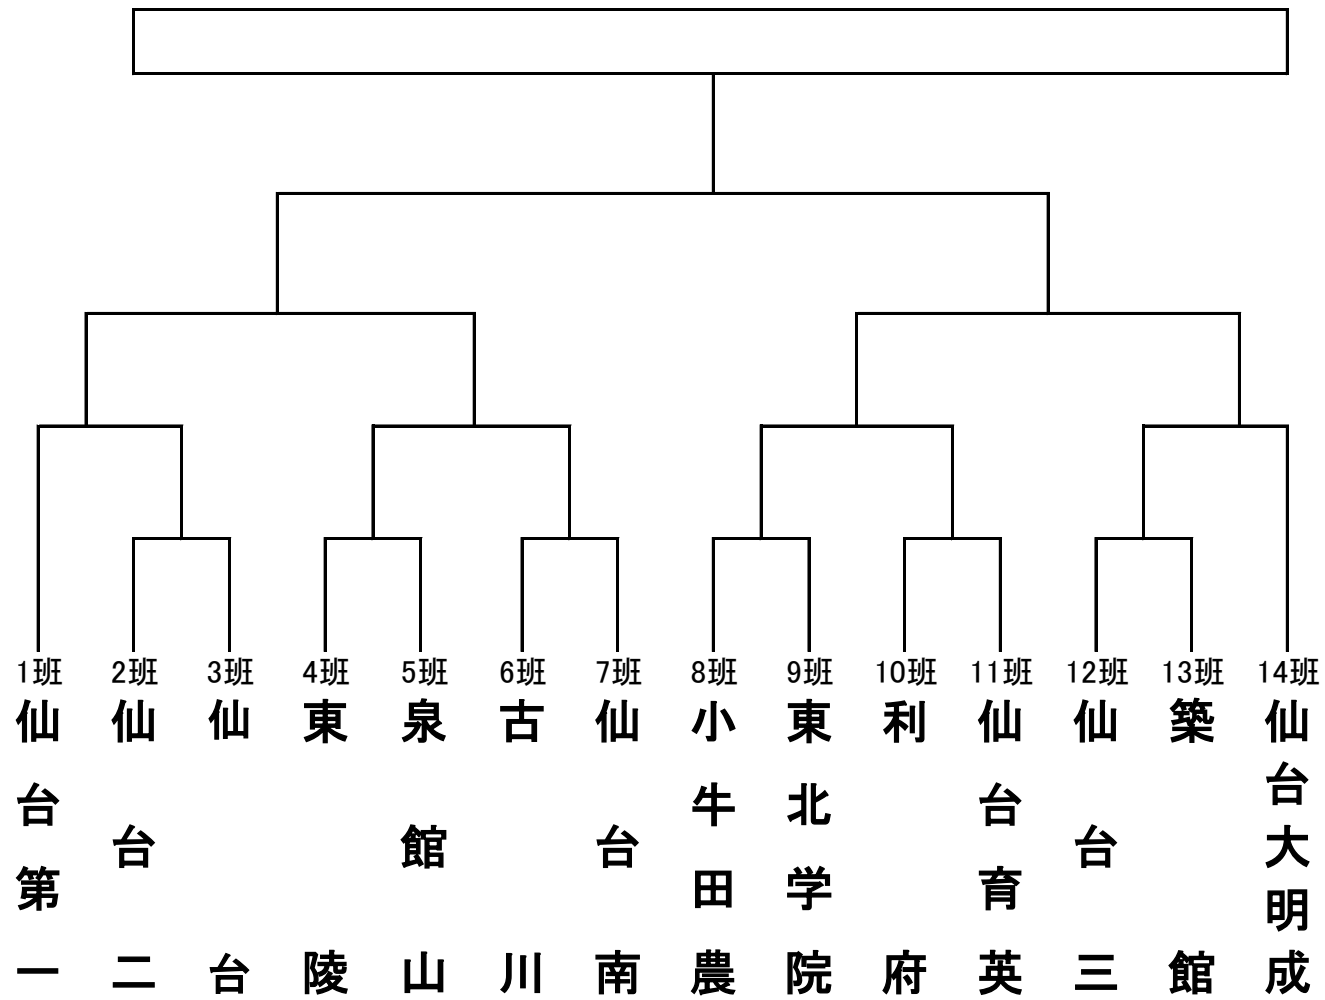 1班 2班 3班 4班 5班 6班 7班 8班 9班 10班 11班 12班 13班 14班
仙台第一
仙台二
仙台
東陵
泉館山
古川
仙台南
小牛田農
東北学院
利府
仙台育英
仙台三
築館
仙台大明成